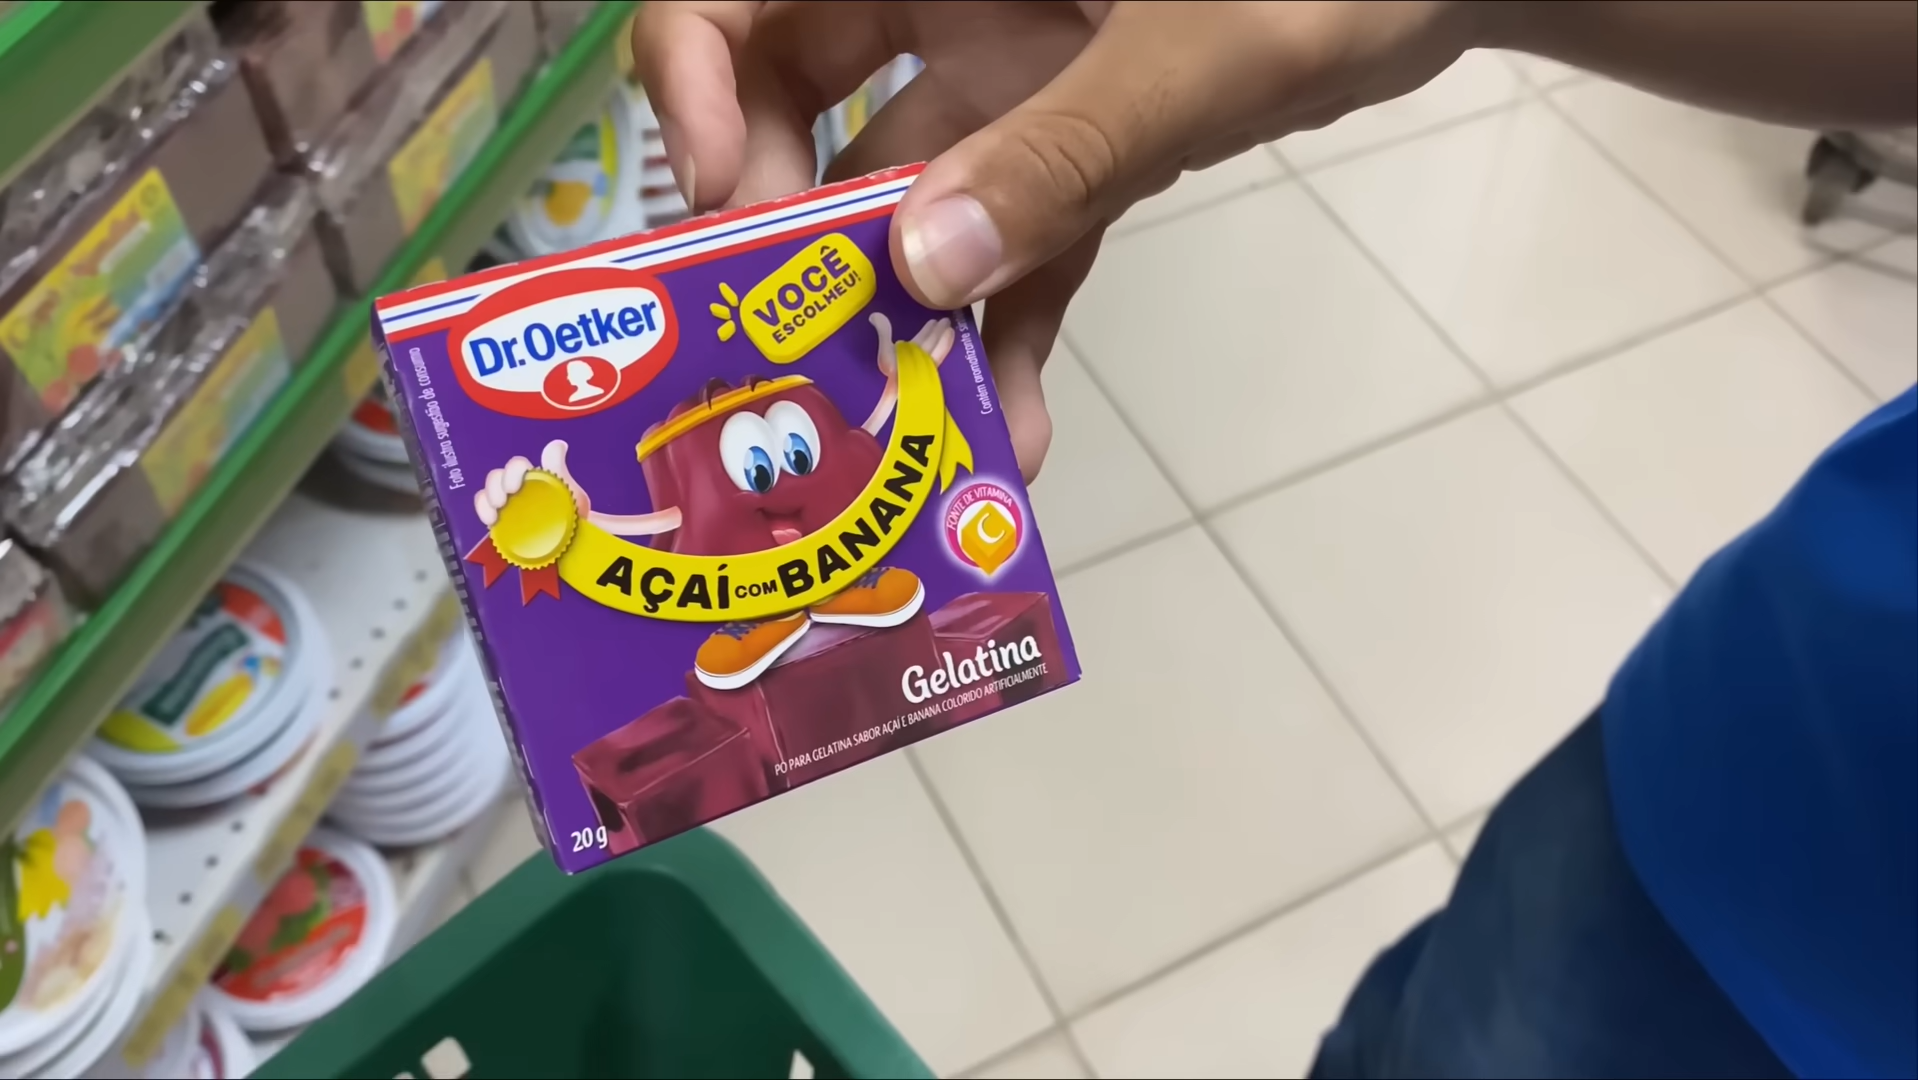 Dr.Oetker
VOCÊ
ESCOLHEU!
Foto ilustra sugestão de consumo
Contém aromatizante
AÇAÍ COM BANANA
FONTE DE VITAMINA
C
Gelatina
PÓ PARA GELATINA SABOR AÇAÍ E BANANA COLORIDO ARTIFICIALMENTE
20 g